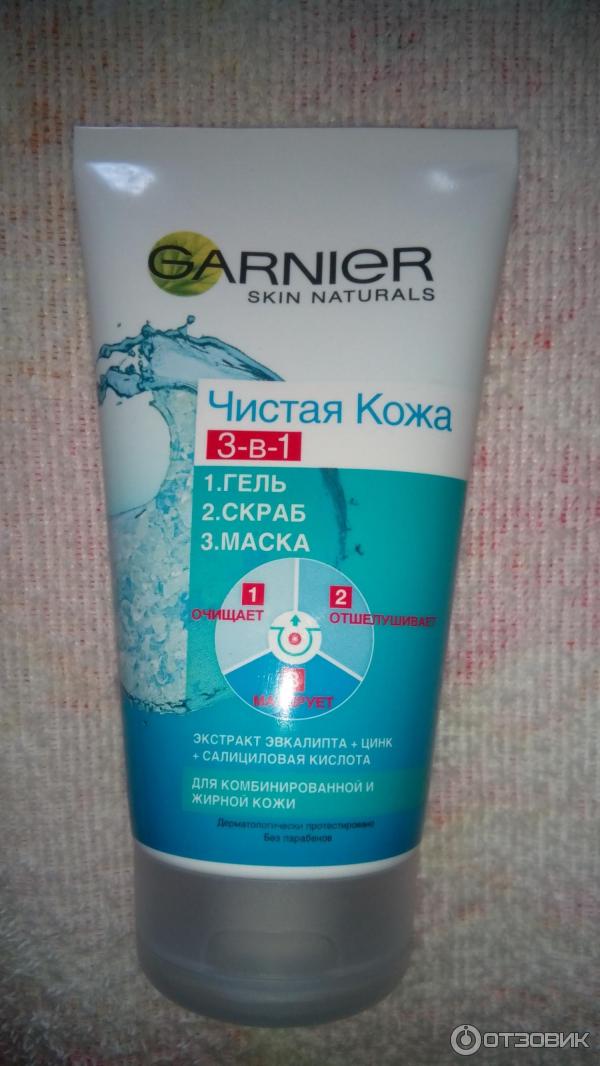 GARNIER
SKIN NATURALS
Чистая Кожа
3-в-1
1.ГЕЛЬ
2.СКРАБ
3.МАСКА
1
2
ОЧИЩАЕТ
ОТШЕЛУШИВАЕТ
3
МАТИРУЕТ
ЭКСТРАКТ ЭВКАЛИПТА + ЦИНК
+ САЛИЦИЛОВАЯ КИСЛОТА
ДЛЯ КОМБИНИРОВАННОЙ И
ЖИРНОЙ КОЖИ
Дерматологически протестировано
Без парабенов
ОТЗОВИК